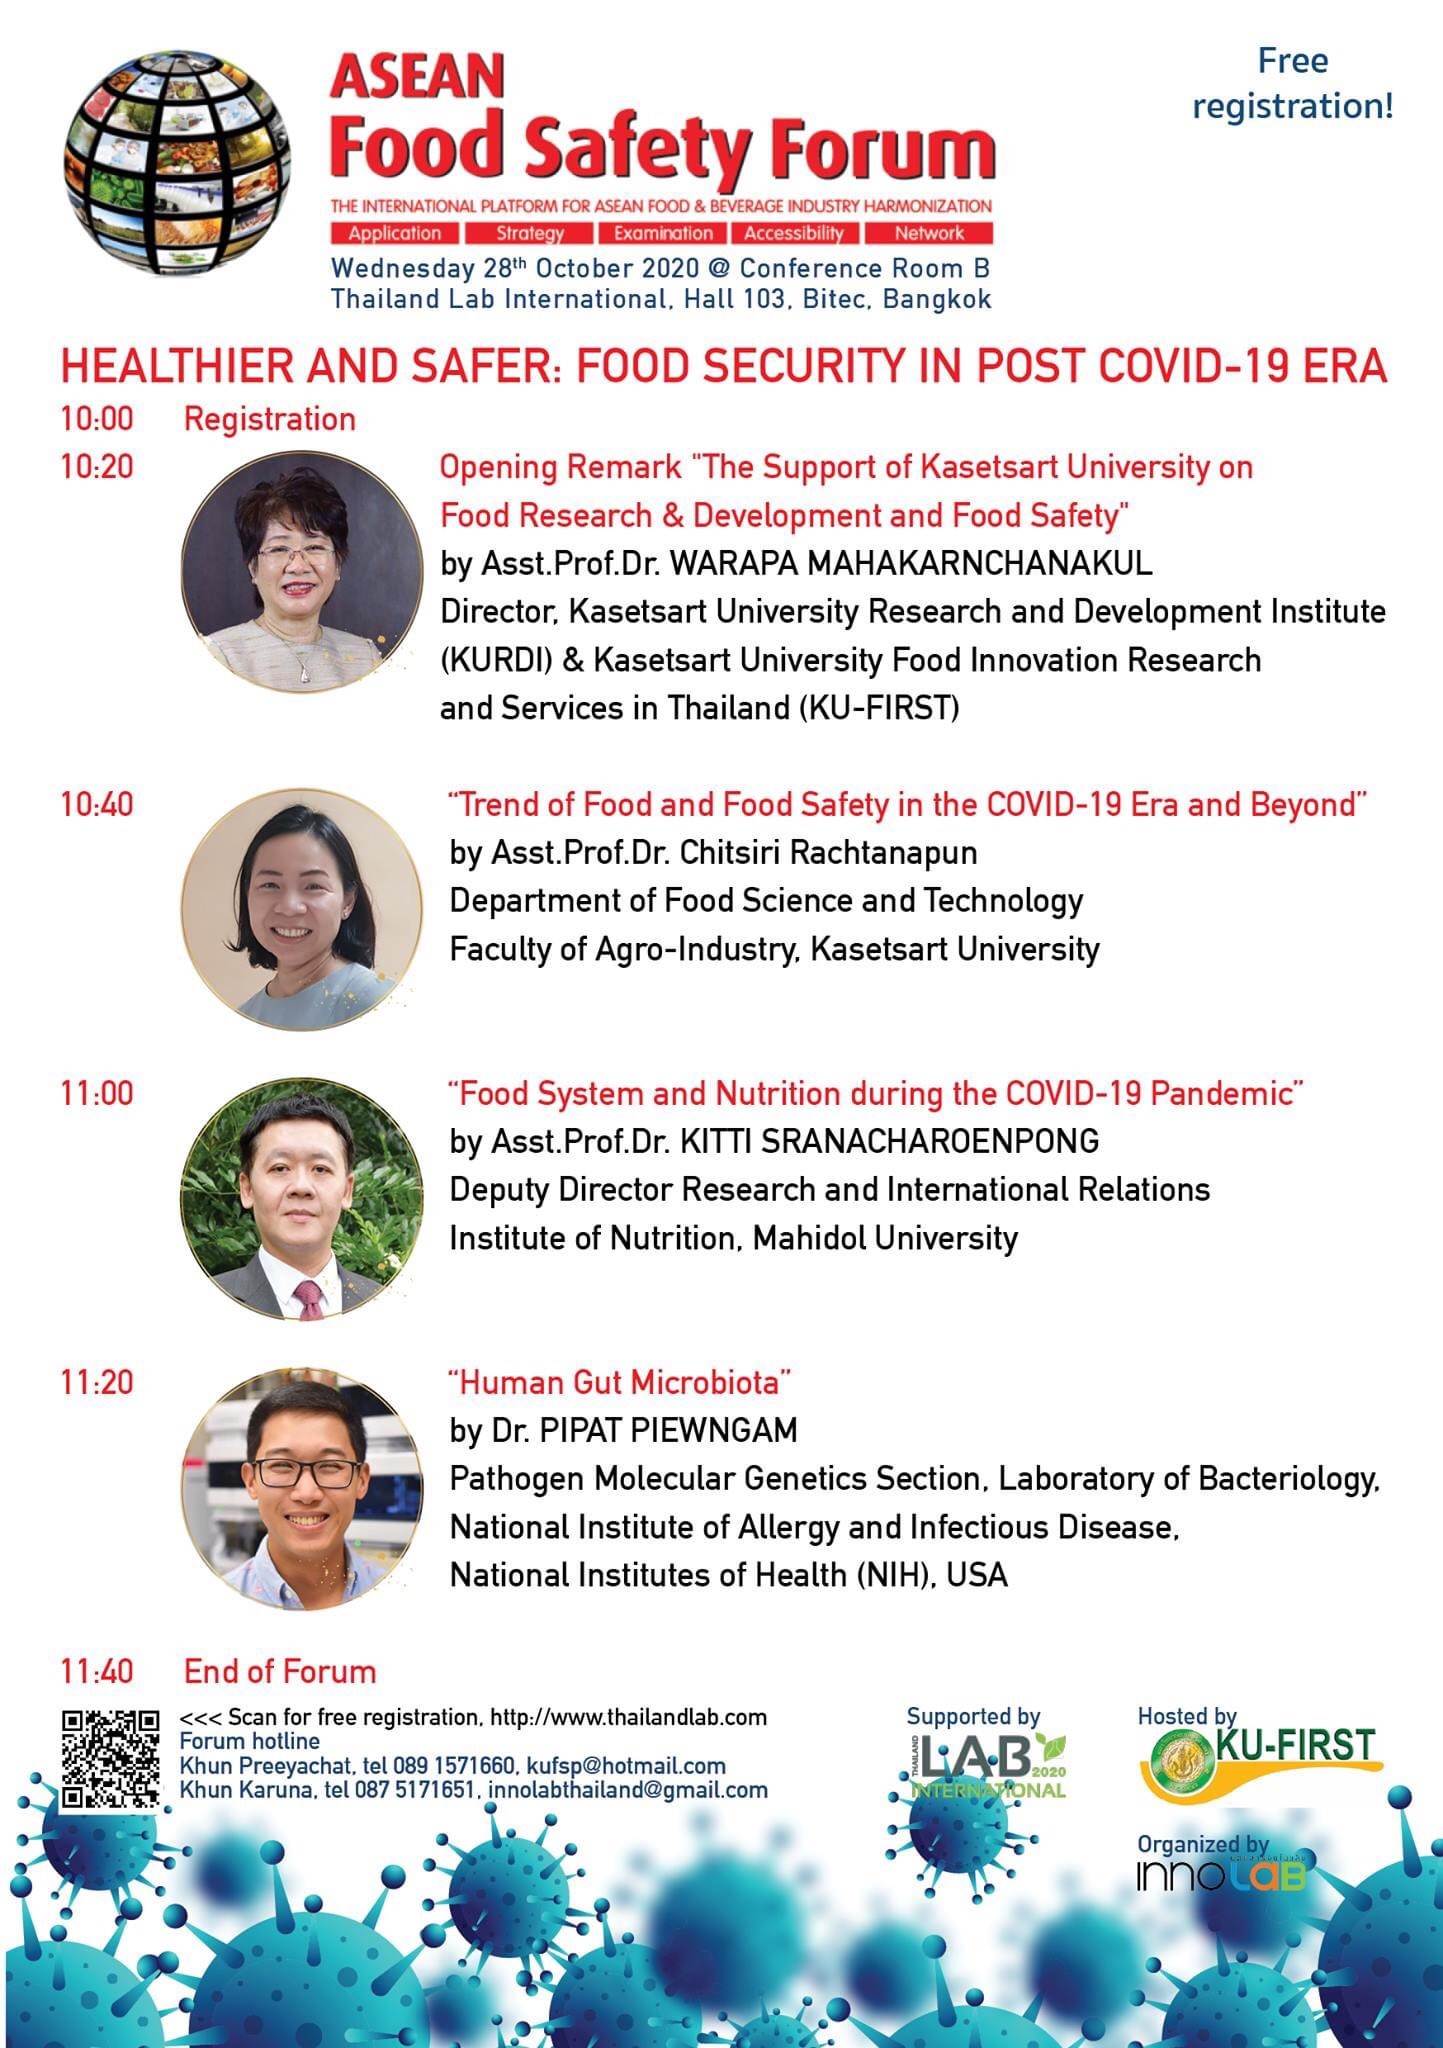 ASEAN
Food Safety Forum
THE INTERNATIONAL PLATFORM FOR ASEAN FOOD & BEVERAGE INDUSTRY HARMONIZATION
Application Strategy Examination Accessibility Network
Wednesday 28th October 2020 @ Conference Room B
Thailand Lab International, Hall 103, Bitec, Bangkok
Free
registration!
HEALTHIER AND SAFER: FOOD SECURITY IN POST COVID-19 ERA
10:00 Registration
10:20 Opening Remark "The Support of Kasetsart University on
Food Research & Development and Food Safety"
by Asst.Prof.Dr. WARAPA MAHAKARNCHANAKUL
Director, Kasetsart University Research and Development Institute
(KURDI) & Kasetsart University Food Innovation Research
and Services in Thailand (KU-FIRST)
10:40 “Trend of Food and Food Safety in the COVID-19 Era and Beyond”
by Asst.Prof.Dr. Chitsiri Rachtanapun
Department of Food Science and Technology
Faculty of Agro-Industry, Kasetsart University
11:00 “Food System and Nutrition during the COVID-19 Pandemic”
by Asst.Prof.Dr. KITTI SRANACHAROENPONG
Deputy Director Research and International Relations
Institute of Nutrition, Mahidol University
11:20 “Human Gut Microbiota”
by Dr. PIPAT PIEWNGAM
Pathogen Molecular Genetics Section, Laboratory of Bacteriology,
National Institute of Allergy and Infectious Disease,
National Institutes of Health (NIH), USA
11:40 End of Forum
<<< Scan for free registration, http://www.thailandlab.com
Forum hotline
Khun Preeyachat, tel 089 1571660, kufsp@hotmail.com
Khun Karuna, tel 087 5171651, innolabthailand@gmail.com
Supported by
THAILAND LAB 2020
INTERNATIONAL
Hosted by
KU-FIRST
Organized by
innoLaB